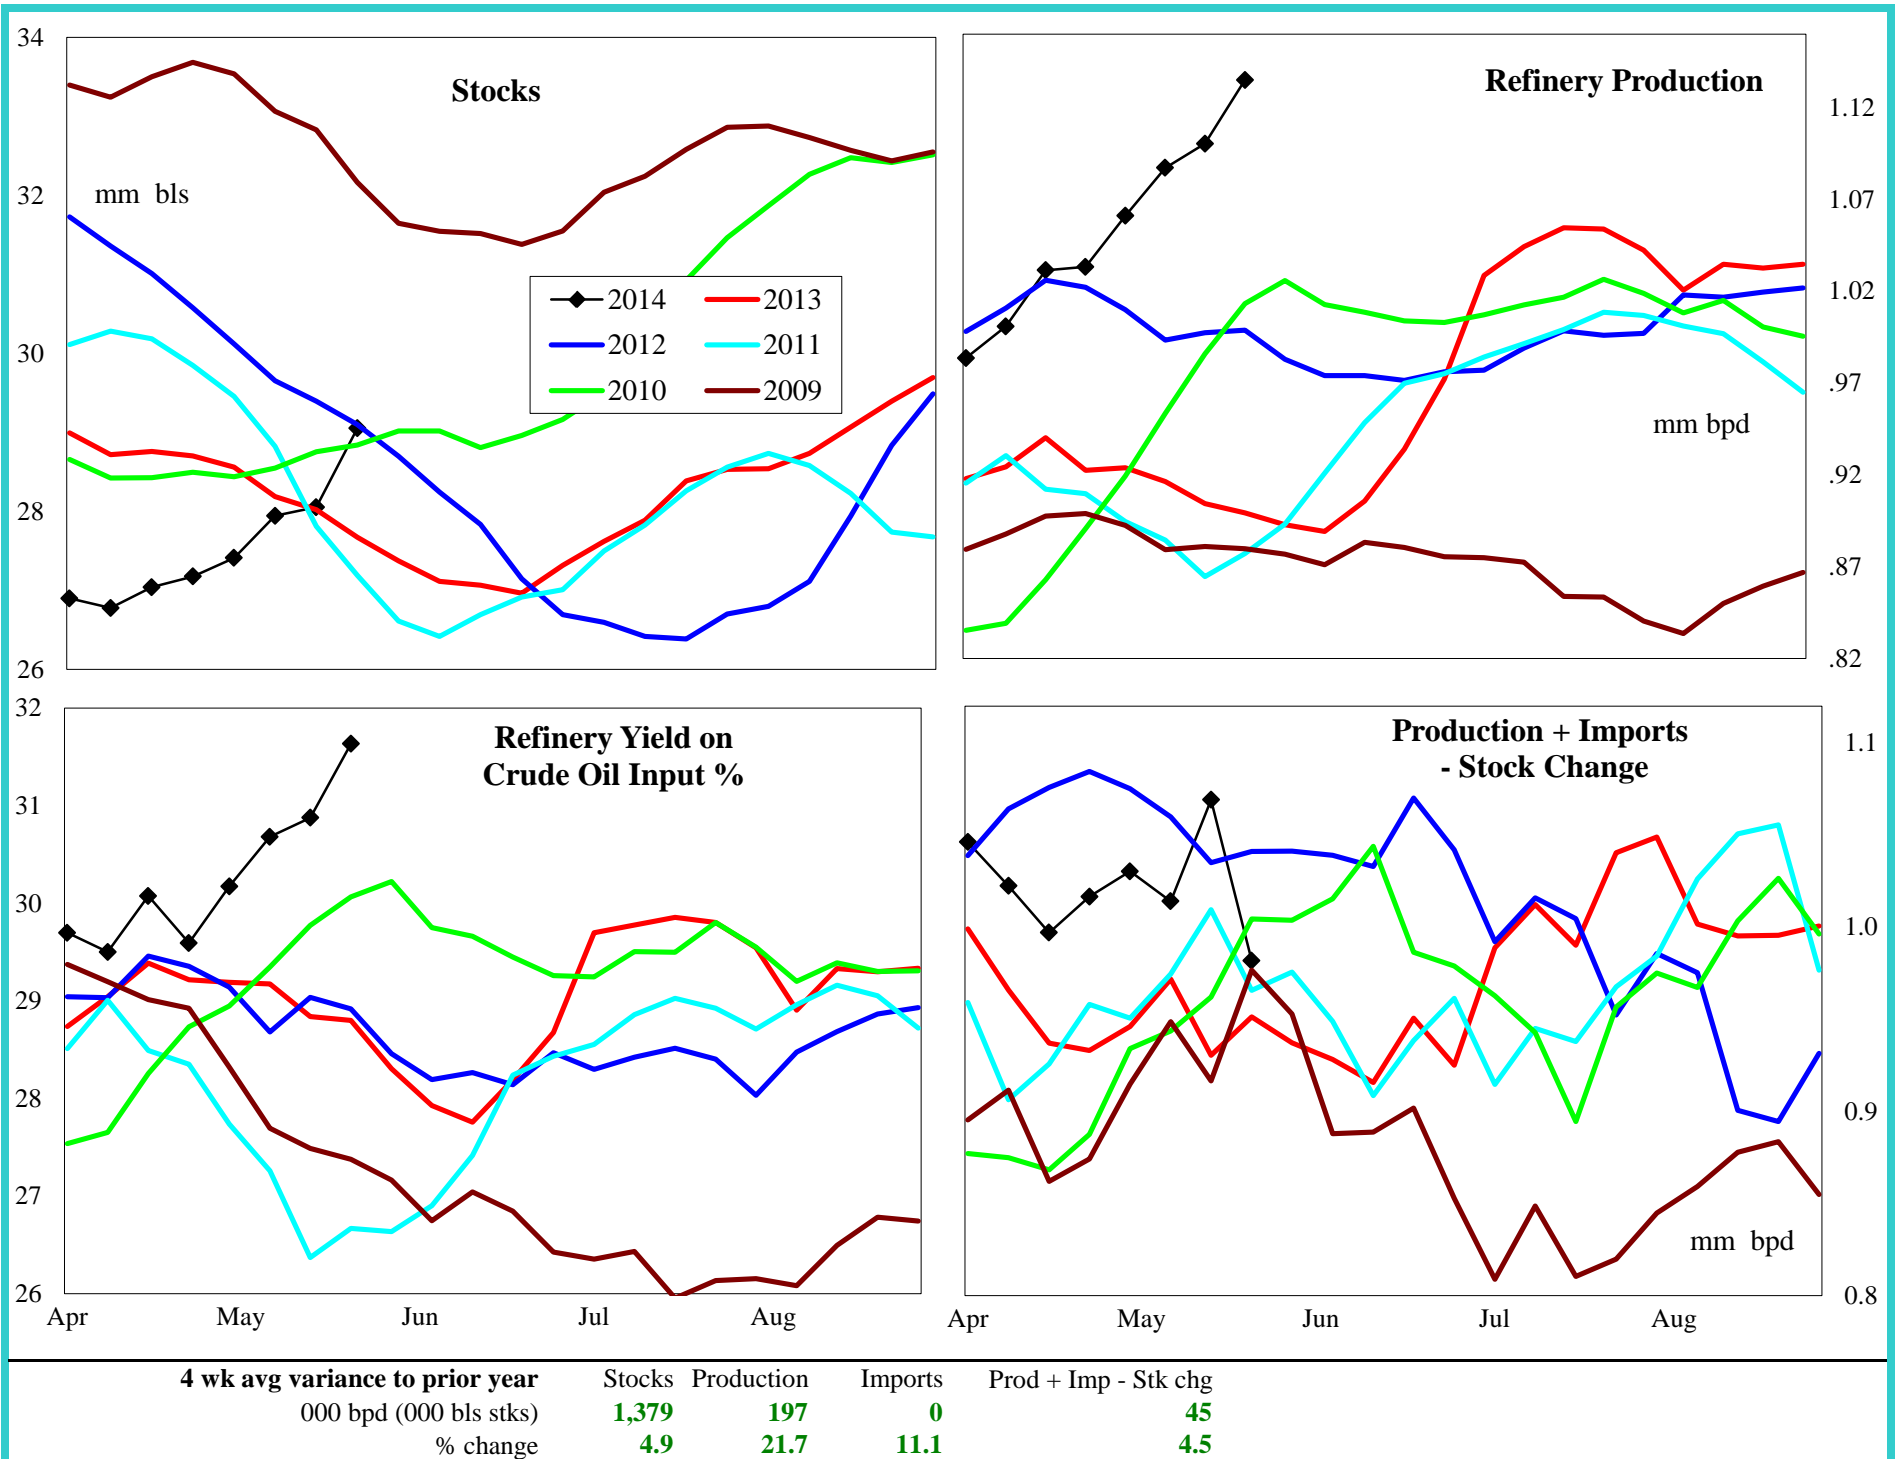 Stocks
mm bls
34
32
30
28
26
2014
2013
2012
2011
2010
2009
Refinery Production
mm bpd
1.12
1.07
1.02
.97
.92
.87
.82
Refinery Yield on
Crude Oil Input %
32
31
30
29
28
27
26
Apr May Jun Jul Aug
Production + Imports
- Stock Change
mm bpd
1.1
1.0
0.9
0.8
Apr May Jun Jul Aug
4 wk avg variance to prior year Stocks Production Imports Prod + Imp - Stk chg
000 bpd (000 bls stks) 1,379 197 0 45
% change 4.9 21.7 11.1 4.5